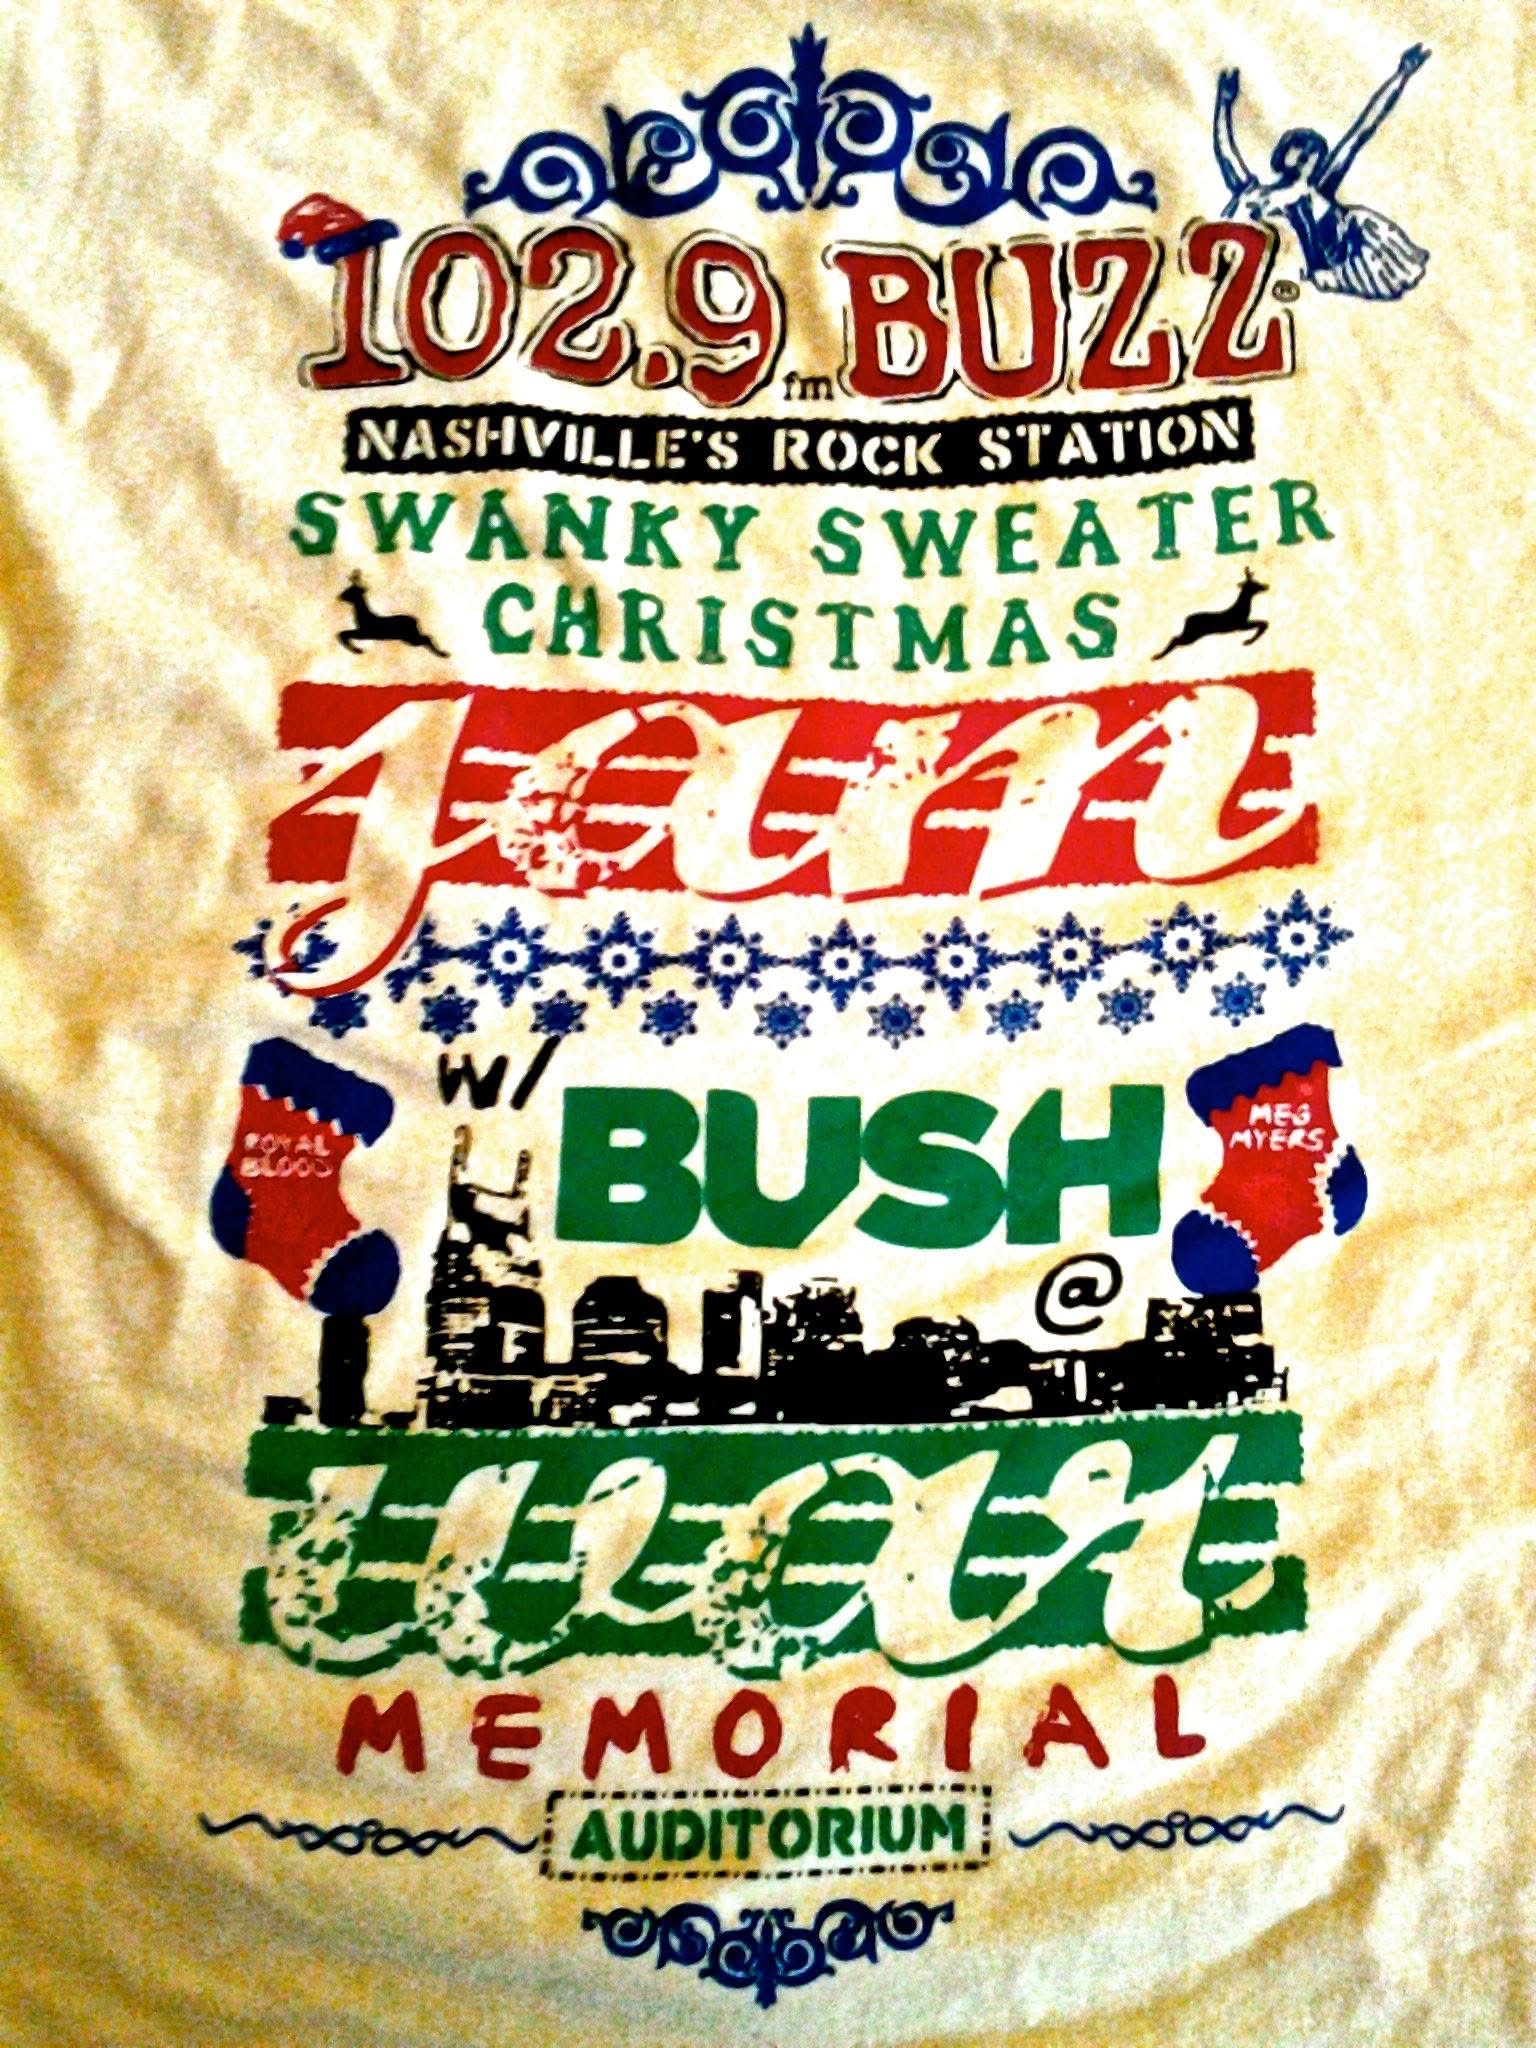 102.9 fm BUZZ®
NASHVILLE'S ROCK STATION
SWANKY SWEATER
CHRISTMAS
jam
w/ BUSH
ROYAL
BLOOD
MEG
MYERS
@
war
MEMORIAL
AUDITORIUM